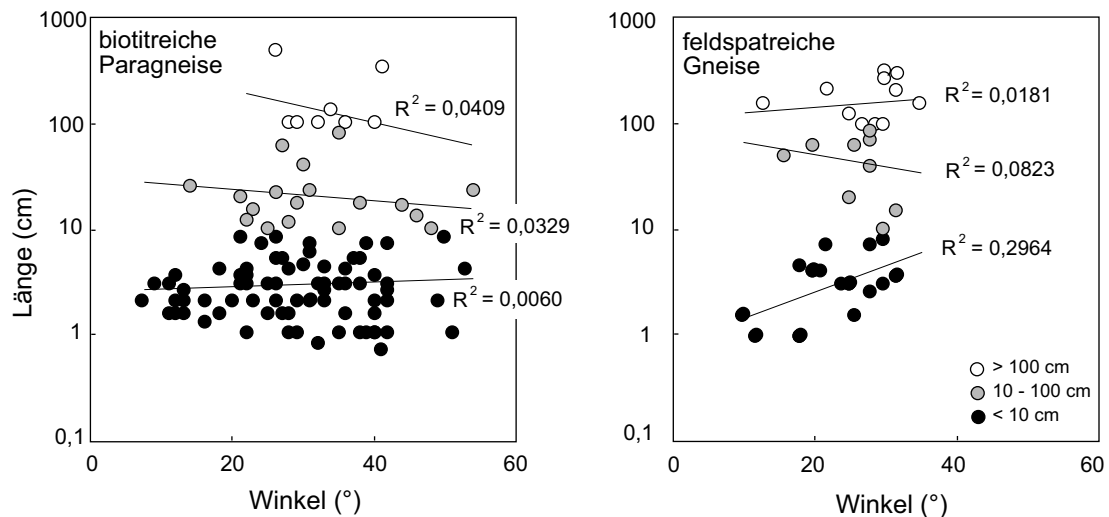 1000
100
10
1
0,1
Länge (cm)
biotitreiche
Paragneise
R² = 0,0409
R² = 0,0329
R² = 0,0060
0 20 40 60
Winkel (°)
1000
100
10
1
0,1
feldspatreiche
Gneise
R² = 0,0181
R² = 0,0823
R² = 0,2964
> 100 cm
10 - 100 cm
< 10 cm
0 20 40 60
Winkel (°)